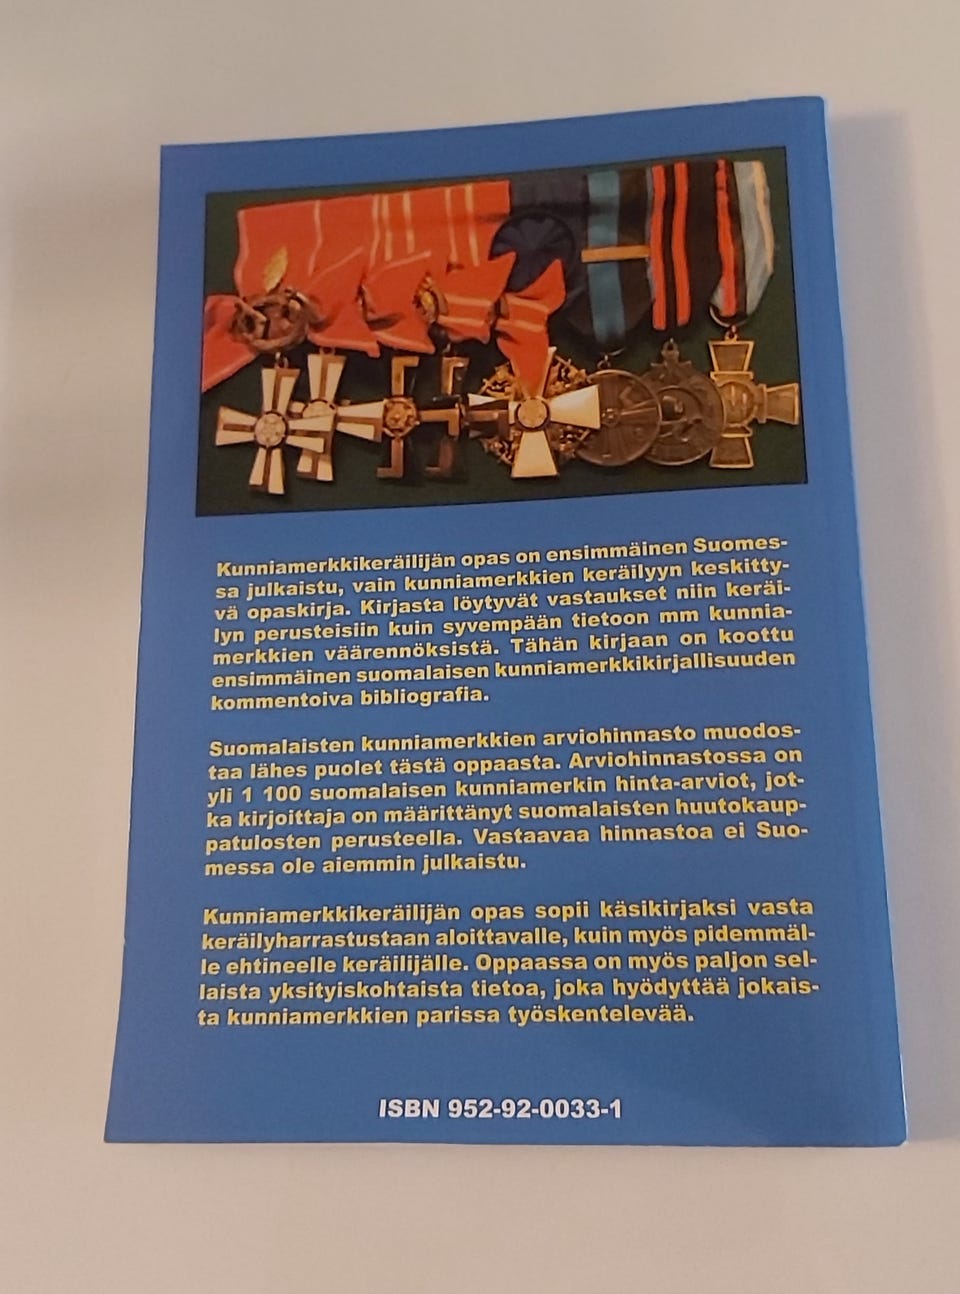 Kunniamerkkikeräilijän opas on ensimmäinen Suomes-
sa julkaistu, vain kunniamerkkien keräilyyn keskitty-
vä opaskirja. Kirjasta löytyvät vastaukset niin keräi-
lyn perusteisiin kuin syvempään tietoon mm kunnia-
merkkien väärennöksistä. Tähän kirjaan on koottu
ensimmäinen suomalaisen kunniamerkkikirjallisuuden
kommentoiva bibliografia.
Suomalaisten kunniamerkkien arviohinnasto muodos-
taa lähes puolet tästä oppaasta. Arviohinnastossa on
yli 1 100 suomalaisen kunniamerkin hinta-arviot, jot-
ka kirjoittaja on määrittänyt suomalaisten huutokaup-
patulosten perusteella. Vastaavaa hinnastoa ei Suo-
messa ole aiemmin julkaistu.
Kunniamerkkikeräilijän opas sopii käsikirjaksi vasta
keräilyharrastustaan aloittavalle, kuin myös pidemmäl-
le ehtineelle keräilijälle. Oppaassa on myös paljon sel-
laista yksityiskohtaista tietoa, joka hyödyttää jokais-
ta kunniamerkkien parissa työskentelevää.
ISBN 952-92-0033-1